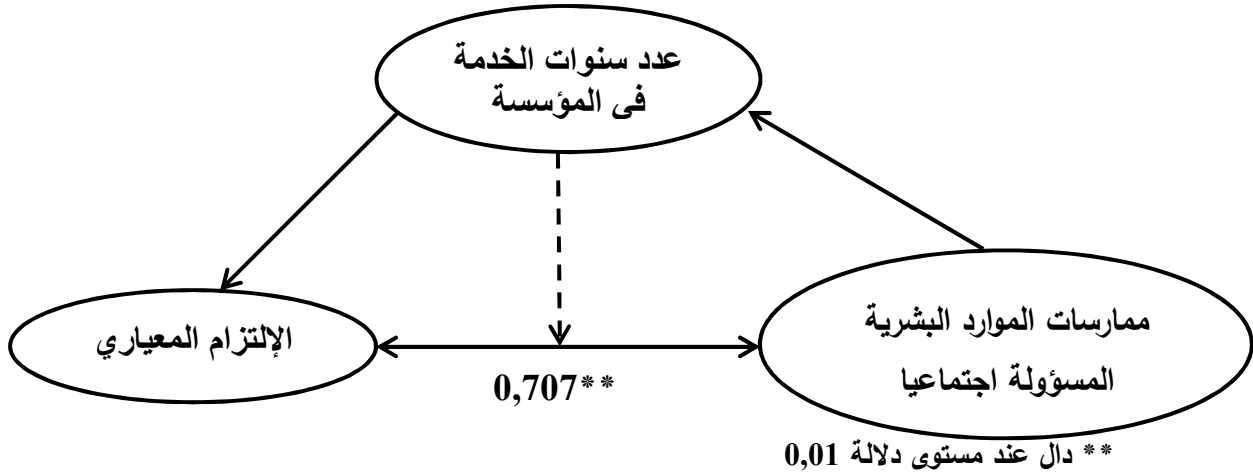 عدد سنوات الخدمة
فى المؤسسة
ممارسات الموارد البشرية
المسؤولة اجتماعيا
الإلتزام المعياري
0,707**
** دال عند مستوى دلالة 0,01